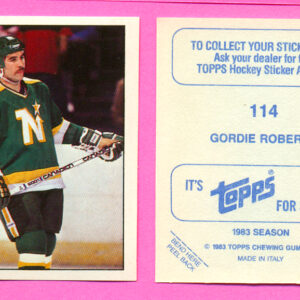 N
TO COLLECT YOUR STICK
Ask your dealer for th
TOPPS Hockey Sticker A
114
GORDIE ROBER
IT'S
Topps
FOR S
1983 SEASON
BEND HERE
PEEL BACK
© 1983 TOPPS CHEWING GUM
MADE IN ITALY